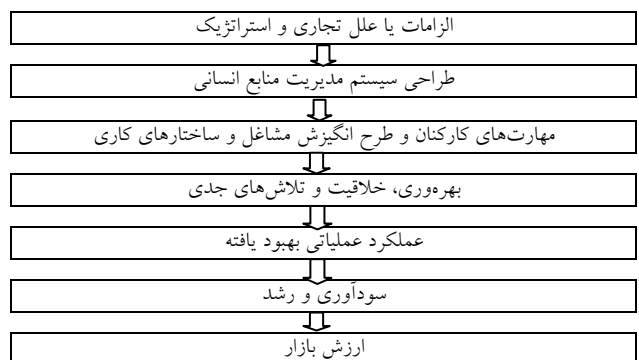 الزامات یا علل تجاری و استراتژیک
طراحی سیستم مدیریت منابع انسانی
مهارت‌های کارکنان و طرح انگیزش مشاغل و ساختارهای کاری
بهره‌وری، خلاقیت و تلاش‌های جدی
عملکرد عملیاتی بهبود یافته
سودآوری و رشد
ارزش بازار